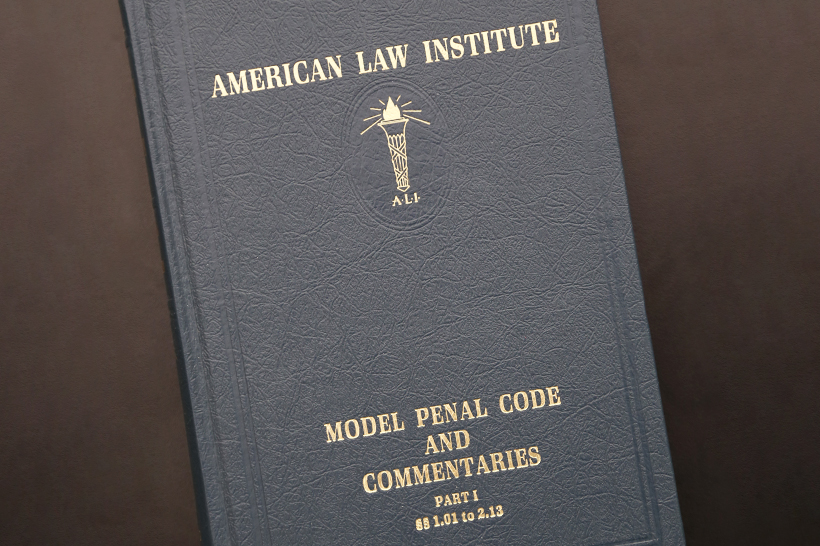 AMERICAN LAW INSTITUTE
A·L·I·
MODEL PENAL CODE
AND
COMMENTARIES
PART I
§§ 1.01 to 2.13